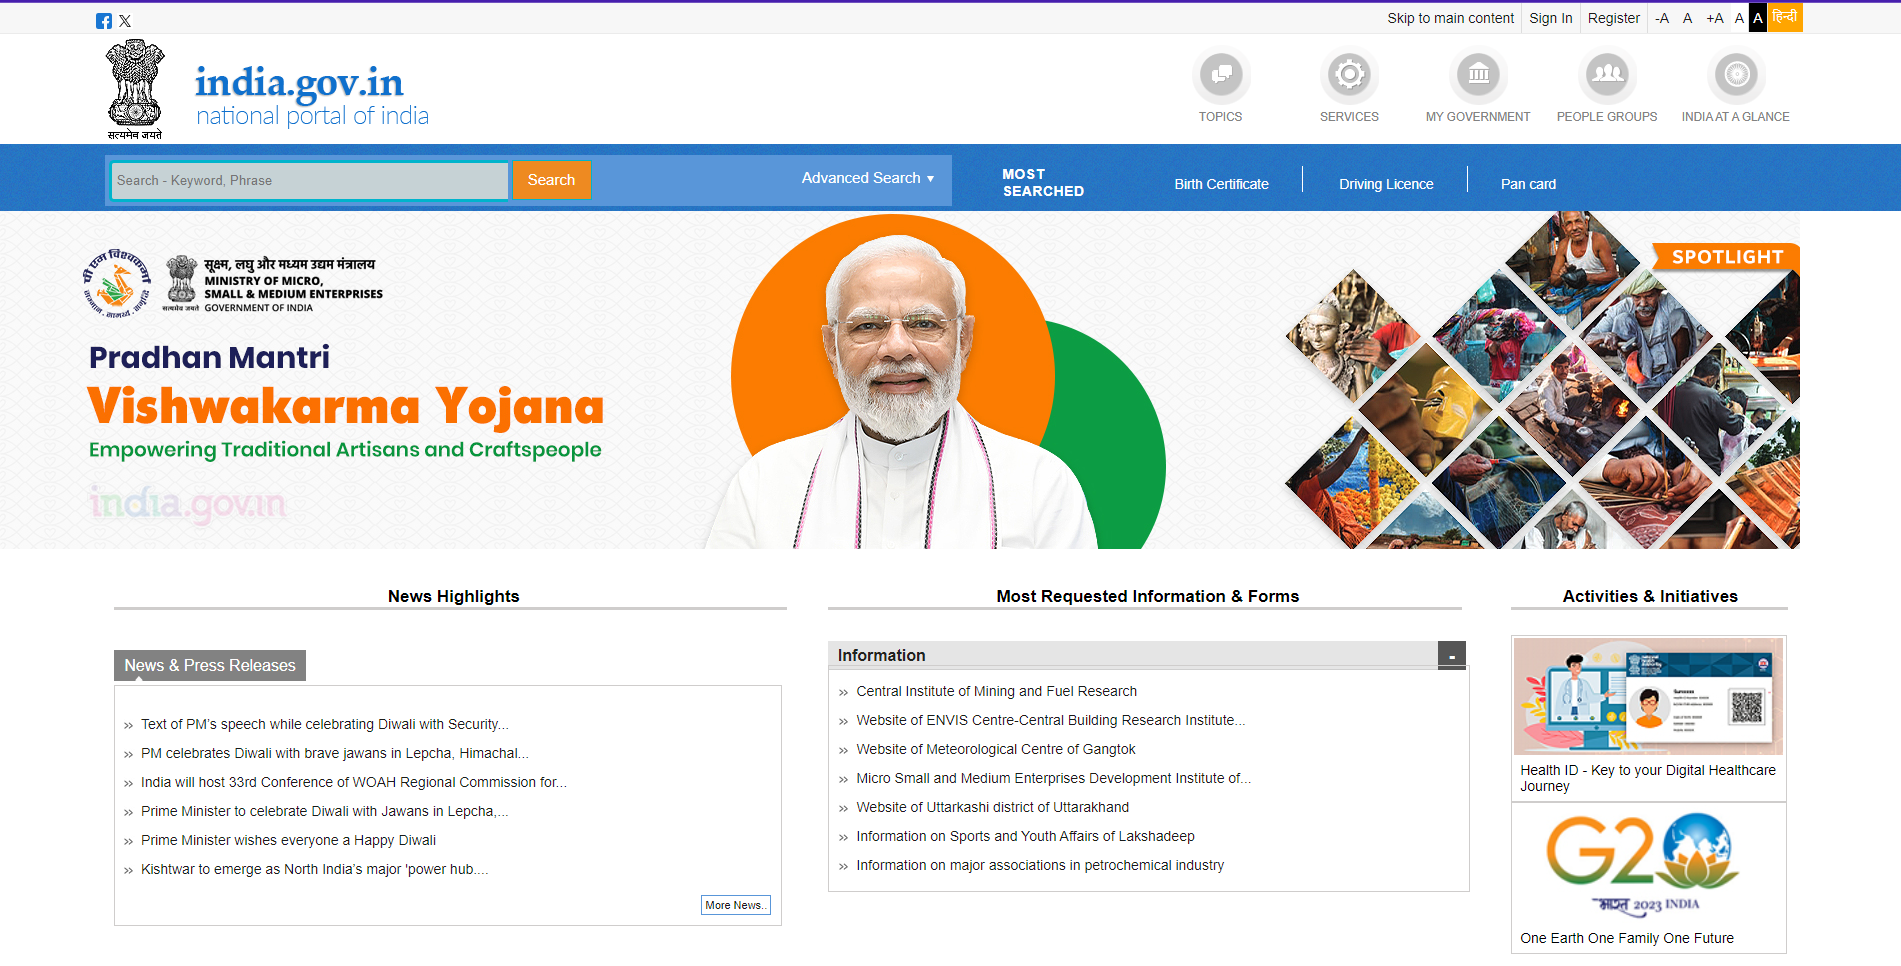 Skip to main content
Sign In
Register
-A
A
+A
A
A
हिन्दी
सत्यमेव जयते
india.gov.in
national portal of india
TOPICS
SERVICES
MY GOVERNMENT
PEOPLE GROUPS
INDIA AT A GLANCE
Search - Keyword, Phrase
Search
Advanced Search
MOST
SEARCHED
Birth Certificate
Driving Licence
Pan card
पी एम विश्वकर्मा
सत्यमेव जयते
सूक्ष्म, लघु और मध्यम उद्यम मंत्रालय
MINISTRY OF MICRO,
SMALL & MEDIUM ENTERPRISES
GOVERNMENT OF INDIA
SPOTLIGHT
Pradhan Mantri
Vishwakarma Yojana
Empowering Traditional Artisans and Craftspeople
india.gov.in
News Highlights
News & Press Releases
Text of PM's speech while celebrating Diwali with Security...
PM celebrates Diwali with brave jawans in Lepcha, Himachal...
India will host 33rd Conference of WOAH Regional Commission for...
Prime Minister to celebrate Diwali with Jawans in Lepcha,...
Prime Minister wishes everyone a Happy Diwali
Kishtwar to emerge as North India's major 'power hub....
More News..
Most Requested Information & Forms
Information
-
Central Institute of Mining and Fuel Research
Website of ENVIS Centre-Central Building Research Institute...
Website of Meteorological Centre of Gangtok
Micro Small and Medium Enterprises Development Institute of...
Website of Uttarkashi district of Uttarakhand
Information on Sports and Youth Affairs of Lakshadeep
Information on major associations in petrochemical industry
Activities & Initiatives
Health ID - Key to your Digital Healthcare
Journey
G20
भारत 2023 INDIA
One Earth One Family One Future